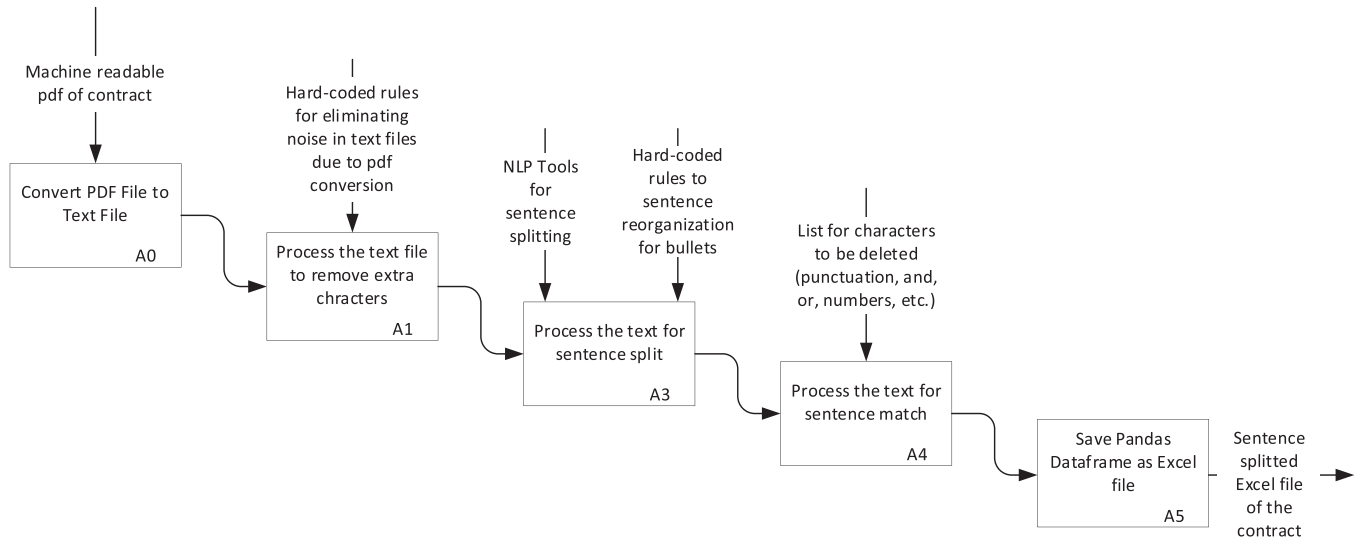 Machine readable
pdf of contract
Convert PDF File to
Text File
A0
Hard-coded rules
for eliminating
noise in text files
due to pdf
conversion
Process the text file
to remove extra
chracters
A1
NLP Tools
for
sentence
splitting
Hard-coded
rules to
sentence
reorganization
for bullets
Process the text for
sentence split
A3
List for characters
to be deleted
(punctuation, and,
or, numbers, etc.)
Process the text for
sentence match
A4
Save Pandas
Dataframe as Excel
file
A5
Sentence
splitted
Excel file
of the
contract